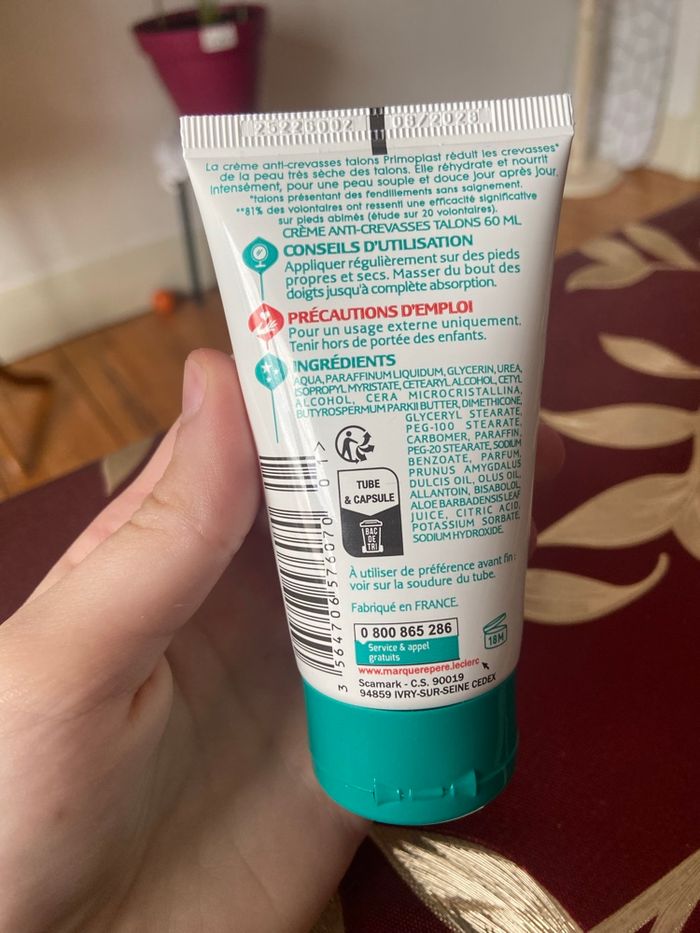 25226002 08/2028
La crème anti-crevasses talons Primoplast réduit les crevasses*
de la peau très sèche des talons. Elle réhydrate et nourrit
intensément, pour une peau souple et douce jour après jour.
*talons présentant des fendillements sans saignement.
**81% des volontaires ont ressenti une efficacité significative
sur pieds abîmés (étude sur 20 volontaires).
CRÈME ANTI-CREVASSES TALONS 60 ML
CONSEILS D'UTILISATION
Appliquer régulièrement sur des pieds
propres et secs. Masser du bout des
doigts jusqu'à complète absorption.
PRÉCAUTIONS D'EMPLOI
Pour un usage externe uniquement.
Tenir hors de portée des enfants.
INGRÉDIENTS
AQUA, PARAFFINUM LIQUIDUM, GLYCERIN, UREA,
ISOPROPYL MYRISTATE, CETEARYL ALCOHOL, CETYL
ALCOHOL, CERA MICROCRISTALLINA,
BUTYROSPERMUM PARKII BUTTER, DIMETHICONE,
GLYCERYL STEARATE,
PEG-100 STEARATE,
CARBOMER, PARAFFIN,
PEG-20 STEARATE, SODIUM
BENZOATE, PARFUM,
PRUNUS AMYGDALUS
DULCIS OIL, OLUS OIL,
ALLANTOIN, BISABOLOL,
ALOE BARBADENSIS LEAF
JUICE, CITRIC ACID,
POTASSIUM SORBATE,
SODIUM HYDROXIDE.
TUBE
& CAPSULE
BAC
DE
TRI
À utiliser de préférence avant fin :
voir sur la soudure du tube.
Fabriqué en FRANCE.
0 800 865 286
Service & appel
gratuits
18M
www.marquerepere.leclerc
Scamark - C.S. 90019
94859 IVRY-SUR-SEINE CEDEX
3 564706 576070 01 >